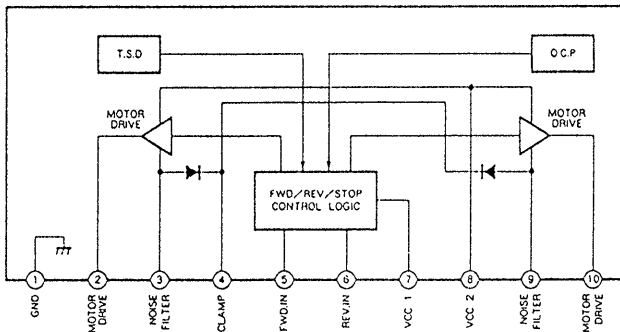 T.S.D
O.C.P
MOTOR
DRIVE
MOTOR
DRIVE
FWD/REV/STOP
CONTROL LOGIC
1
2
3
4
5
6
7
8
9
10
GND
MOTOR
DRIVE
NOISE
FILTER
CLAMP
FWD.IN
REV.IN
VCC 1
VCC 2
NOISE
FILTER
MOTOR
DRIVE